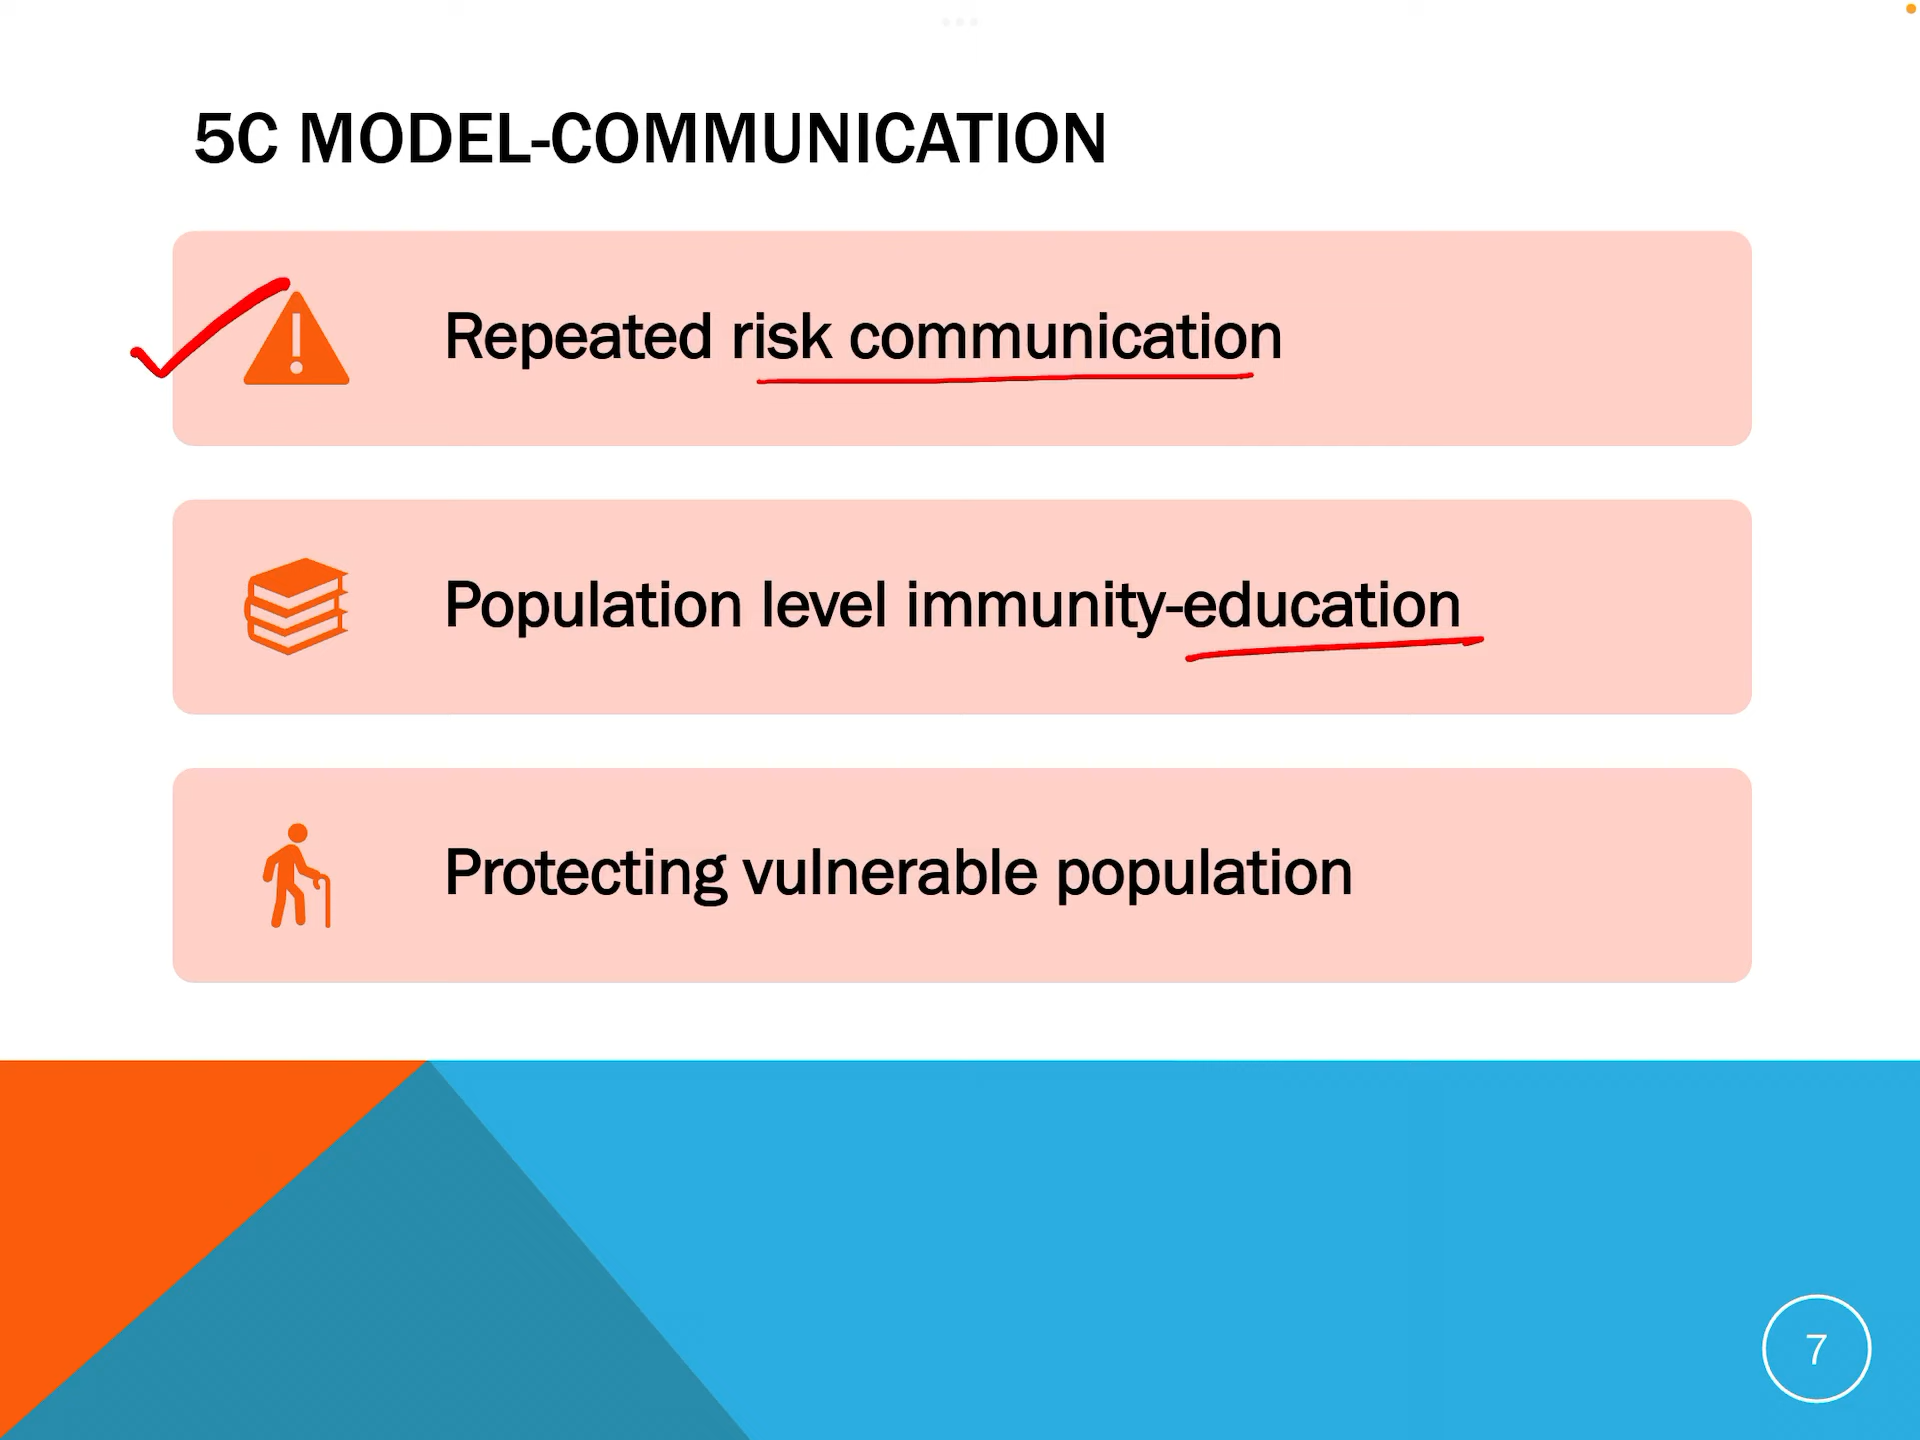 5C MODEL-COMMUNICATION
Repeated risk communication
Population level immunity-education
Protecting vulnerable population
7